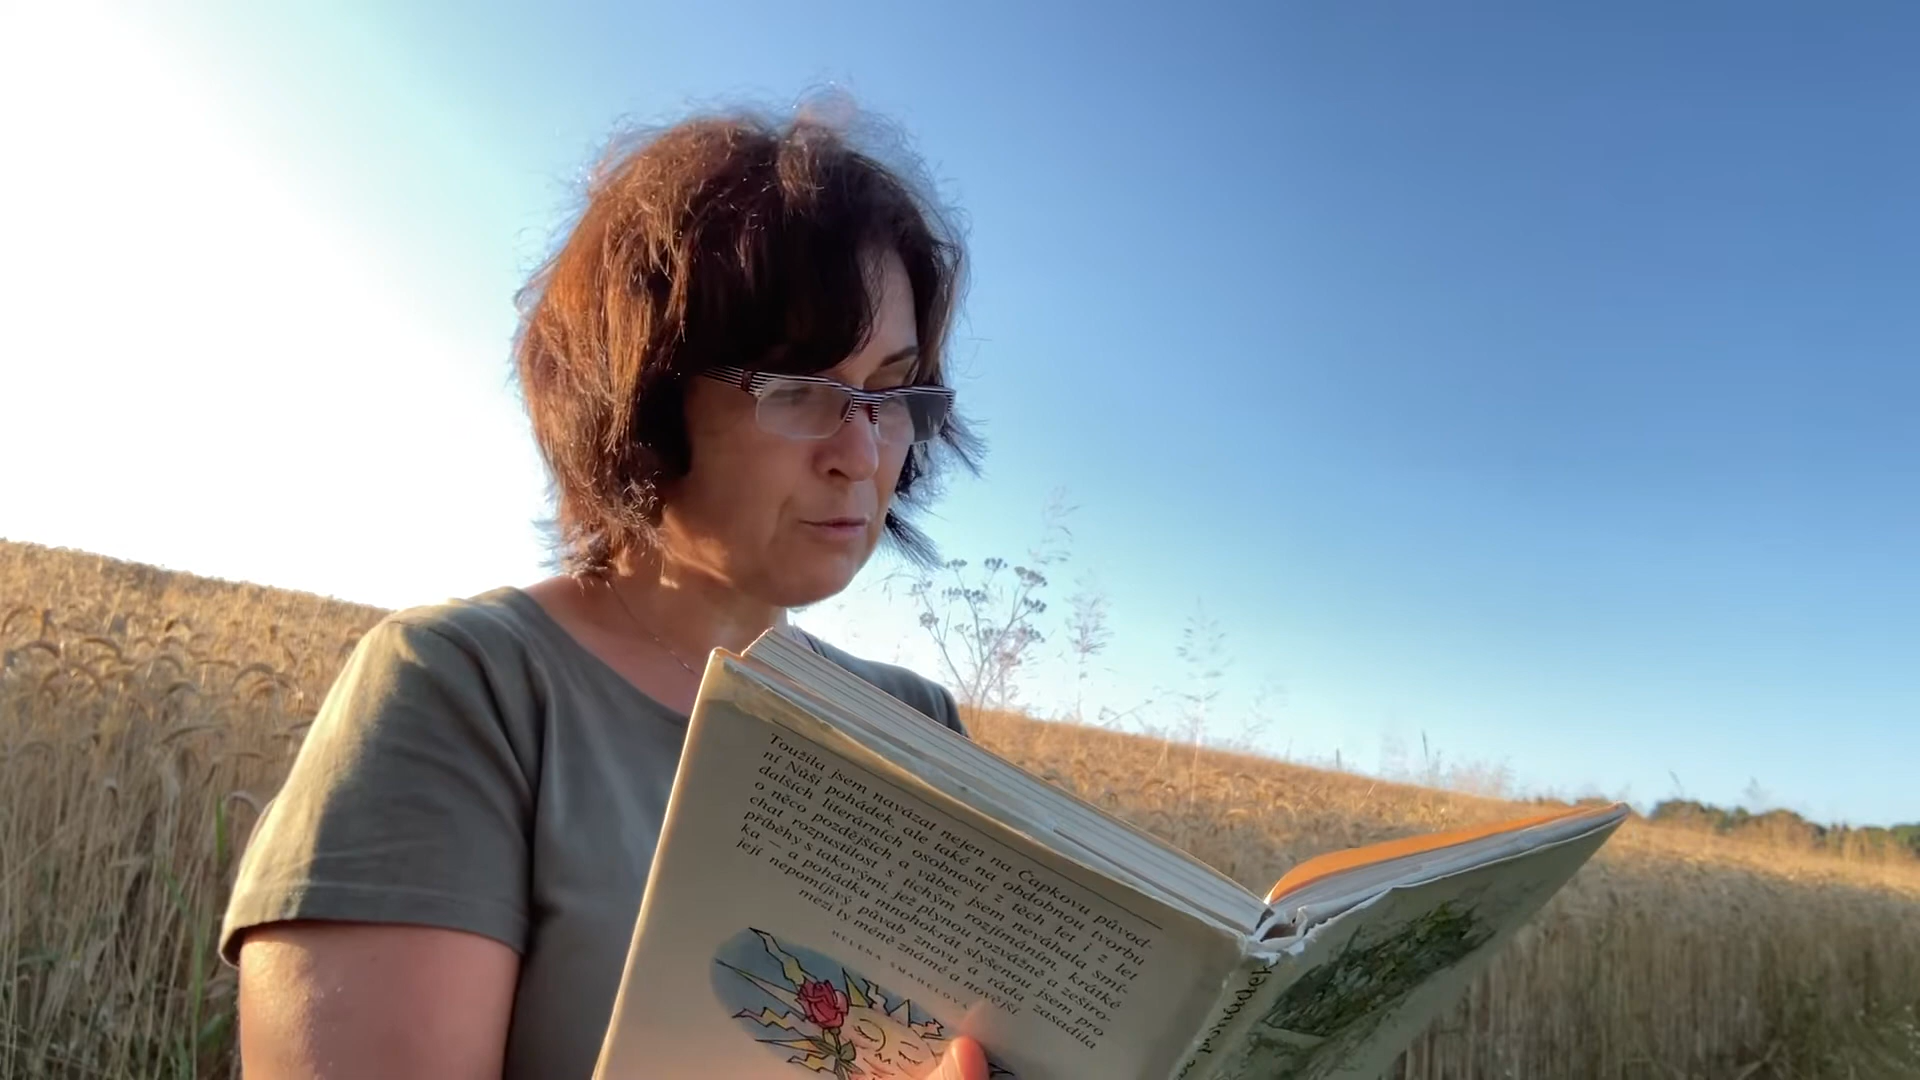 Toužila jsem navázat nejen na Čapkovu původ-
ní Nůši pohádek, ale také na obdobnou tvorbu
dalších literárních osobností z těch let i z let
o něco pozdějších a vůbec jsem neváhala smí-
chat rozpustilost s tichým rozjímáním, krátké
příběhy s takovými, jež plynou rozvážně a zeširo-
ka — a pohádku mnohokrát slyšenou jsem pro
její nepomíjivý půvab znovu a ráda zasadila
mezi ty méně známé a novější
HELENA ŠMAHELOVÁ
pohádek